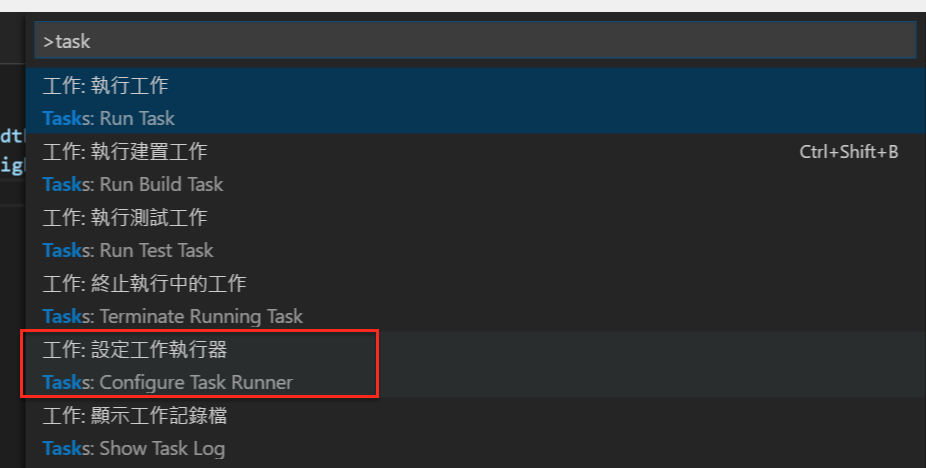 >task
工作: 執行工作
Tasks: Run Task
dt
工作: 執行建置工作 Ctrl+Shift+B
ig
Tasks: Run Build Task
工作: 執行測試工作
Tasks: Run Test Task
工作: 終止執行中的工作
Tasks: Terminate Running Task
工作: 設定工作執行器
Tasks: Configure Task Runner
工作: 顯示工作記錄檔
Tasks: Show Task Log